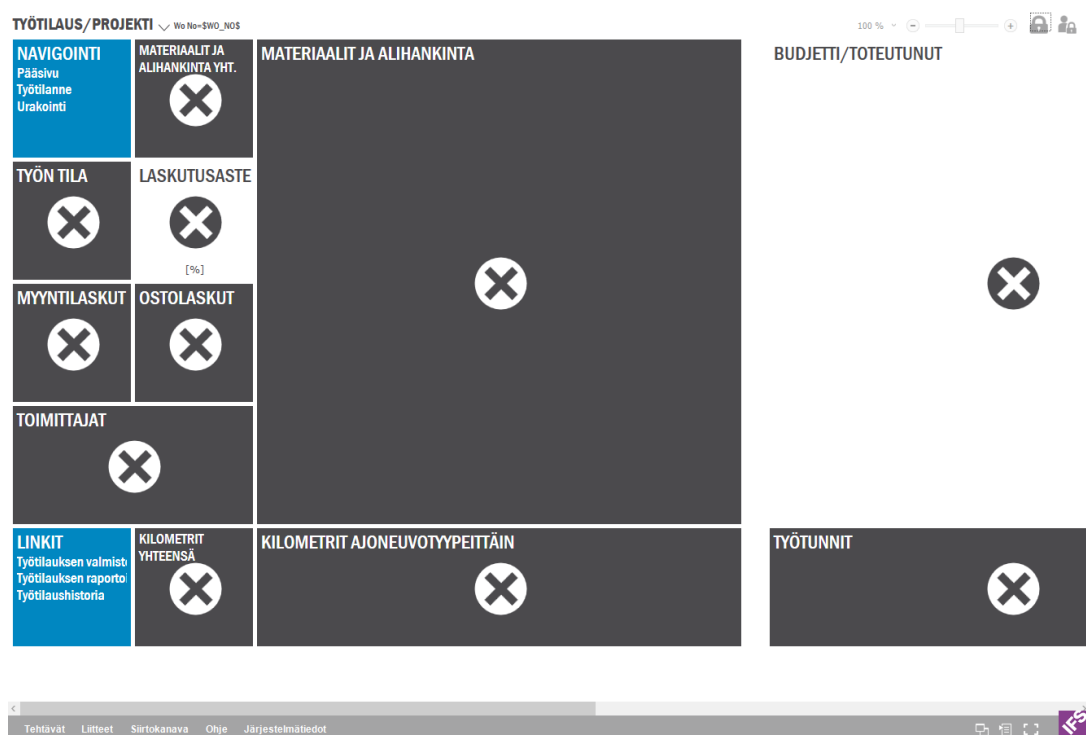 TYÖTILAUS/PROJEKTI Wo No=$WO_NO$
100 %
NAVIGOINTI
Pääsivu
Työtilanne
Urakointi
MATERIAALIT JA
ALIHANKINTA YHT.
MATERIAALIT JA ALIHANKINTA
BUDJETTI/TOTEUTUNUT
TYÖN TILA
LASKUTUSASTE
[%]
MYYNTILASKUT
OSTOLASKUT
TOIMITTAJAT
LINKIT
Työtilauksen valmist
Työtilauksen raporto
Työtilaushistoria
KILOMETRIT
YHTEENSÄ
KILOMETRIT AJONEUVOTYYPEITTÄIN
TYÖTUNNIT
Tehtävät Liitteet Siirtokanava Ohje Järjestelmätiedot
IFS